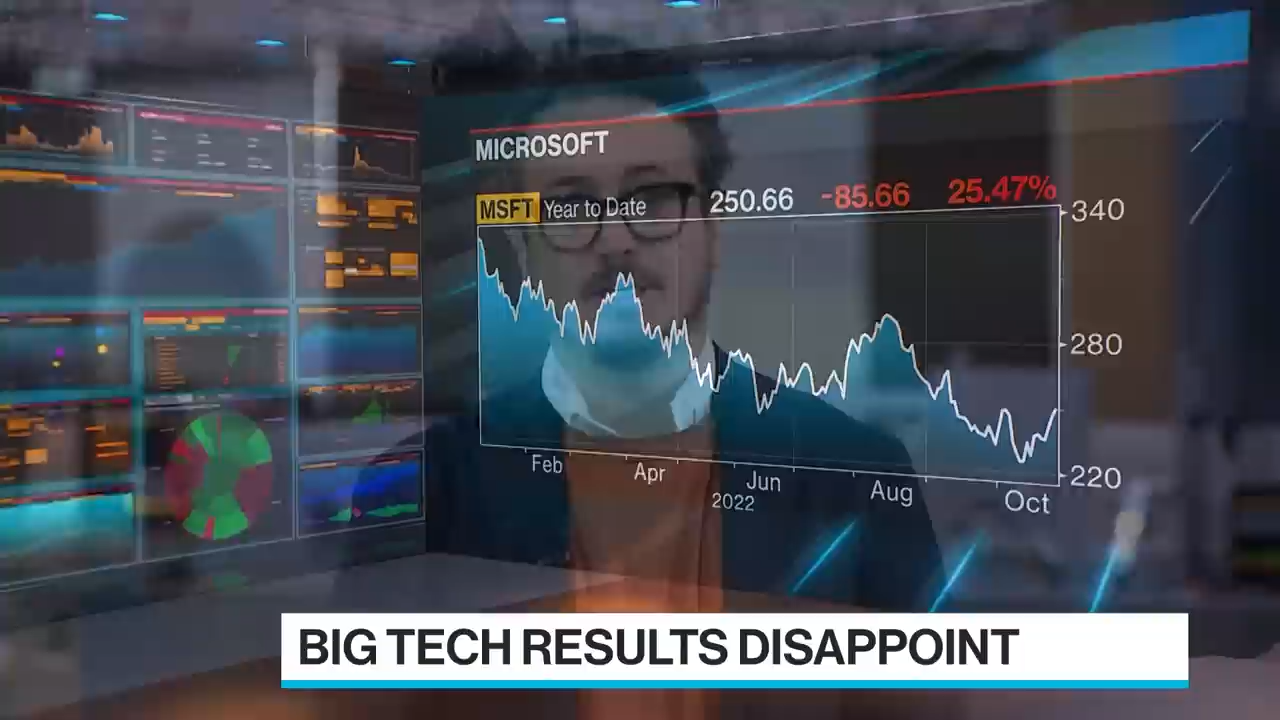 MICROSOFT
MSFT Year to Date 250.66 -85.66 25.47%
340
280
220
Feb Apr Jun Aug Oct
2022
BIG TECH RESULTS DISAPPOINT